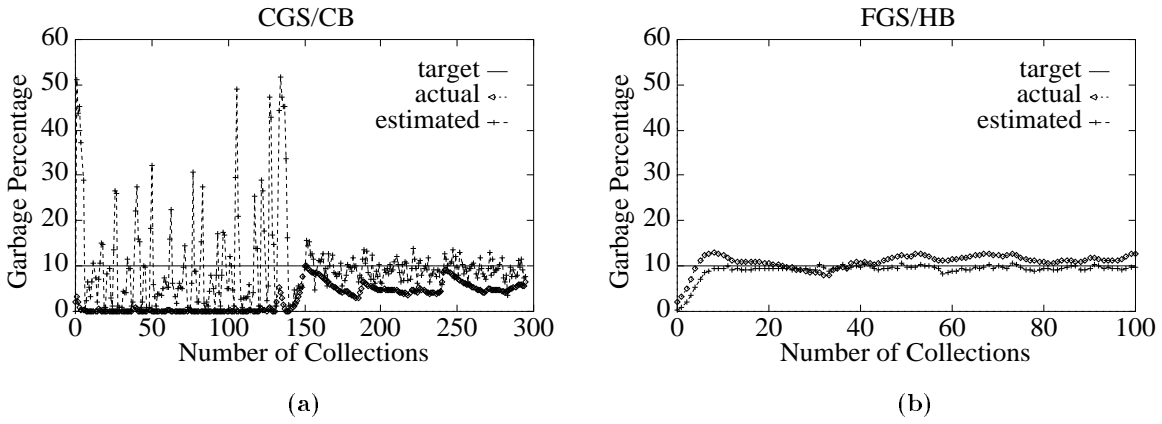 CGS/CB
60
50
40
30
20
10
0
Garbage Percentage
target
actual
estimated
0 50 100 150 200 250 300
Number of Collections
(a)
FGS/HB
60
50
40
30
20
10
0
Garbage Percentage
target
actual
estimated
0 20 40 60 80 100
Number of Collections
(b)